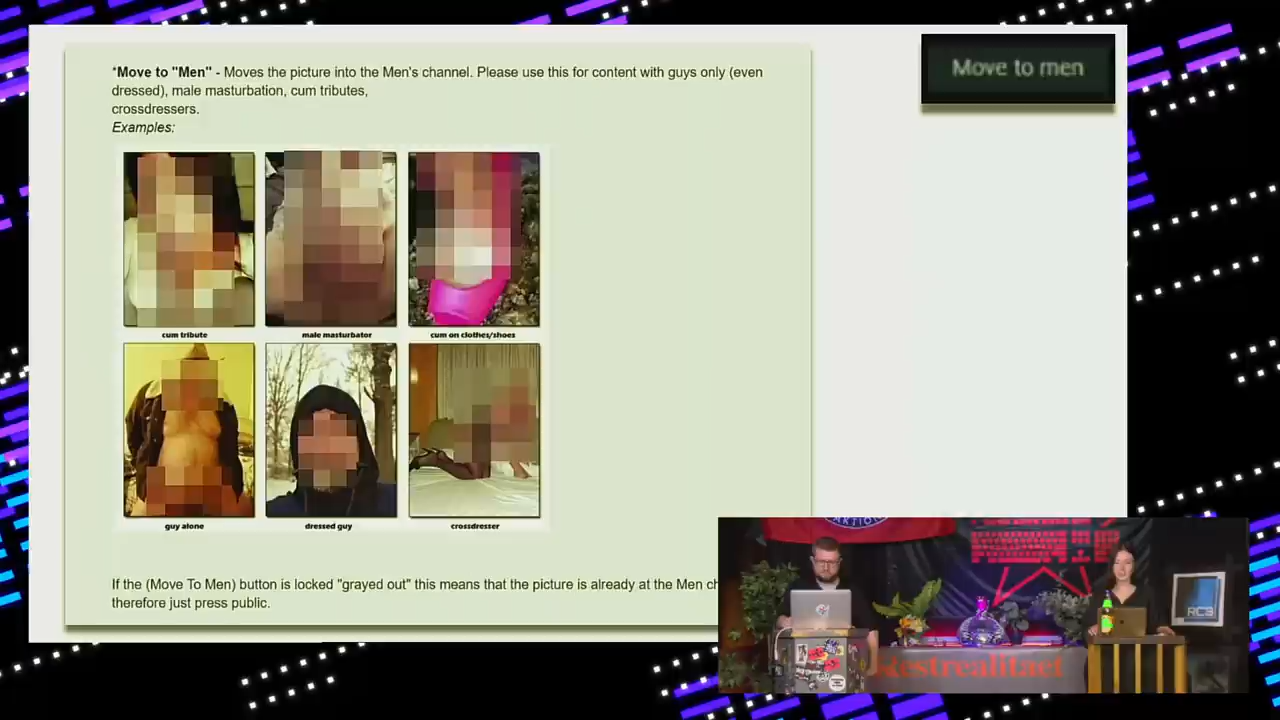 *Move to "Men" - Moves the picture into the Men's channel. Please use this for content with guys only (even
dressed), male masturbation, cum tributes,
crossdressers.
Examples:
Move to men
cum tribute
male masturbator
cum on clothes/shoes
guy alone
dressed guy
crossdresser
If the (Move To Men) button is locked "grayed out" this means that the picture is already at the Men
therefore just press public.
RC3
Restrealitaet